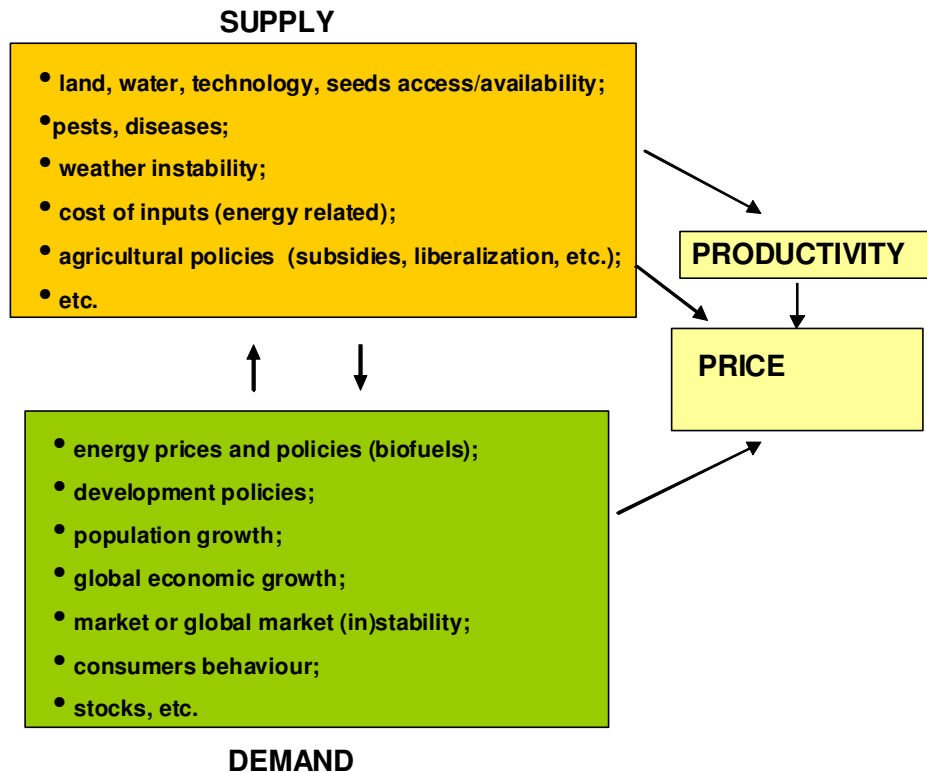 SUPPLY
• land, water, technology, seeds access/availability;
•pests, diseases;
• weather instability;
• cost of inputs (energy related);
• agricultural policies (subsidies, liberalization, etc.);
• etc.
PRODUCTIVITY
PRICE
• energy prices and policies (biofuels);
• development policies;
• population growth;
• global economic growth;
• market or global market (in)stability;
• consumers behaviour;
• stocks, etc.
DEMAND